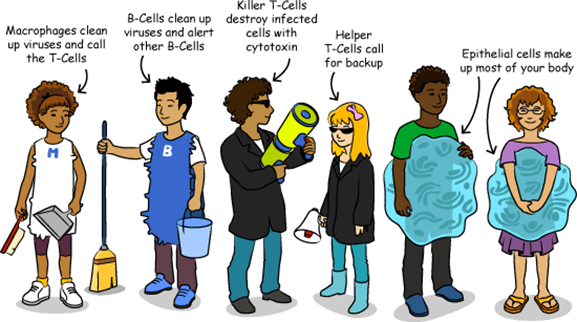 Macrophages clean
up viruses and call
the T-Cells
B-Cells clean up
viruses and alert
other B-Cells
Killer T-Cells
destroy infected
cells with
cytotoxin
Helper
T-Cells call
for backup
Epithelial cells make
up most of your body
M
B